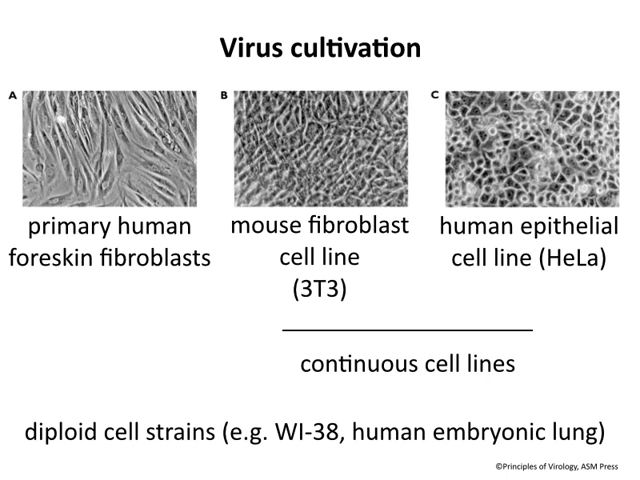 Virus cultivation
A
B
C
primary human
foreskin fibroblasts
mouse fibroblast
cell line
(3T3)
human epithelial
cell line (HeLa)
continuous cell lines
diploid cell strains (e.g. WI-38, human embryonic lung)
©Principles of Virology, ASM Press